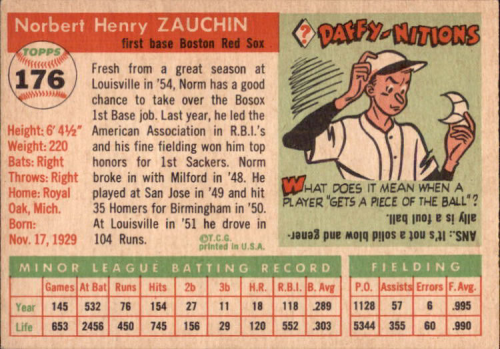 Norbert Henry ZAUCHIN
first base Boston Red Sox
TOPPS
176
Height: 6' 4½"
Weight: 220
Bats: Right
Throws: Right
Home: Royal
Oak, Mich.
Born:
Nov. 17, 1929
Fresh from a great season at
Louisville in '54, Norm has a good
chance to take over the Bosox
1st Base job. Last year, he led the
American Association in R.B.I.'s
and his fine fielding won him top
honors for 1st Sackers. Norm
broke in with Milford in '48. He
played at San Jose in '49 and hit
35 Homers for Birmingham in '50.
At Louisville in '51 he drove in
104 Runs.
©T.C.G.
printed in U.S.A.
?
DAFFY-NITIONS
WHAT DOES IT MEAN WHEN A
PLAYER "GETS A PIECE OF THE BALL"?
ANS.: It's not a solid blow and gener-
ally is a foul ball.
MINOR LEAGUE BATTING RECORD
Games At Bat Runs Hits 2b 3b H.R. R.B.I. B. Avg
Year 145 532 76 154 27 11 18 118 .289
Life 653 2456 450 745 156 29 120 552 .303
FIELDING
P.O. Assists Errors F. Avg.
1128 57 6 .995
5344 355 60 .990